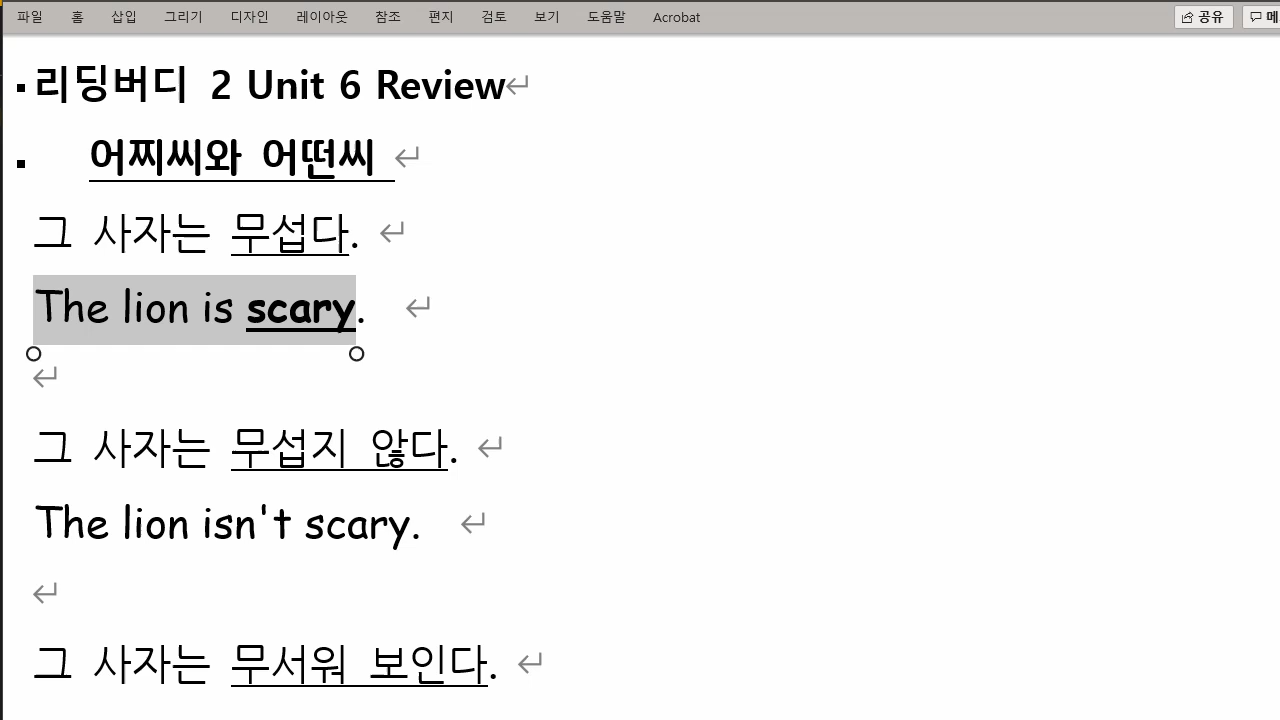 파일 홈 삽입 그리기 디자인 레이아웃 참조 편지 검토 보기 도움말 Acrobat 공유 메
리딩버디 2 Unit 6 Review
어찌씨와 어떤씨
그 사자는 무섭다.
The lion is scary.
그 사자는 무섭지 않다.
The lion isn't scary.
그 사자는 무서워 보인다.